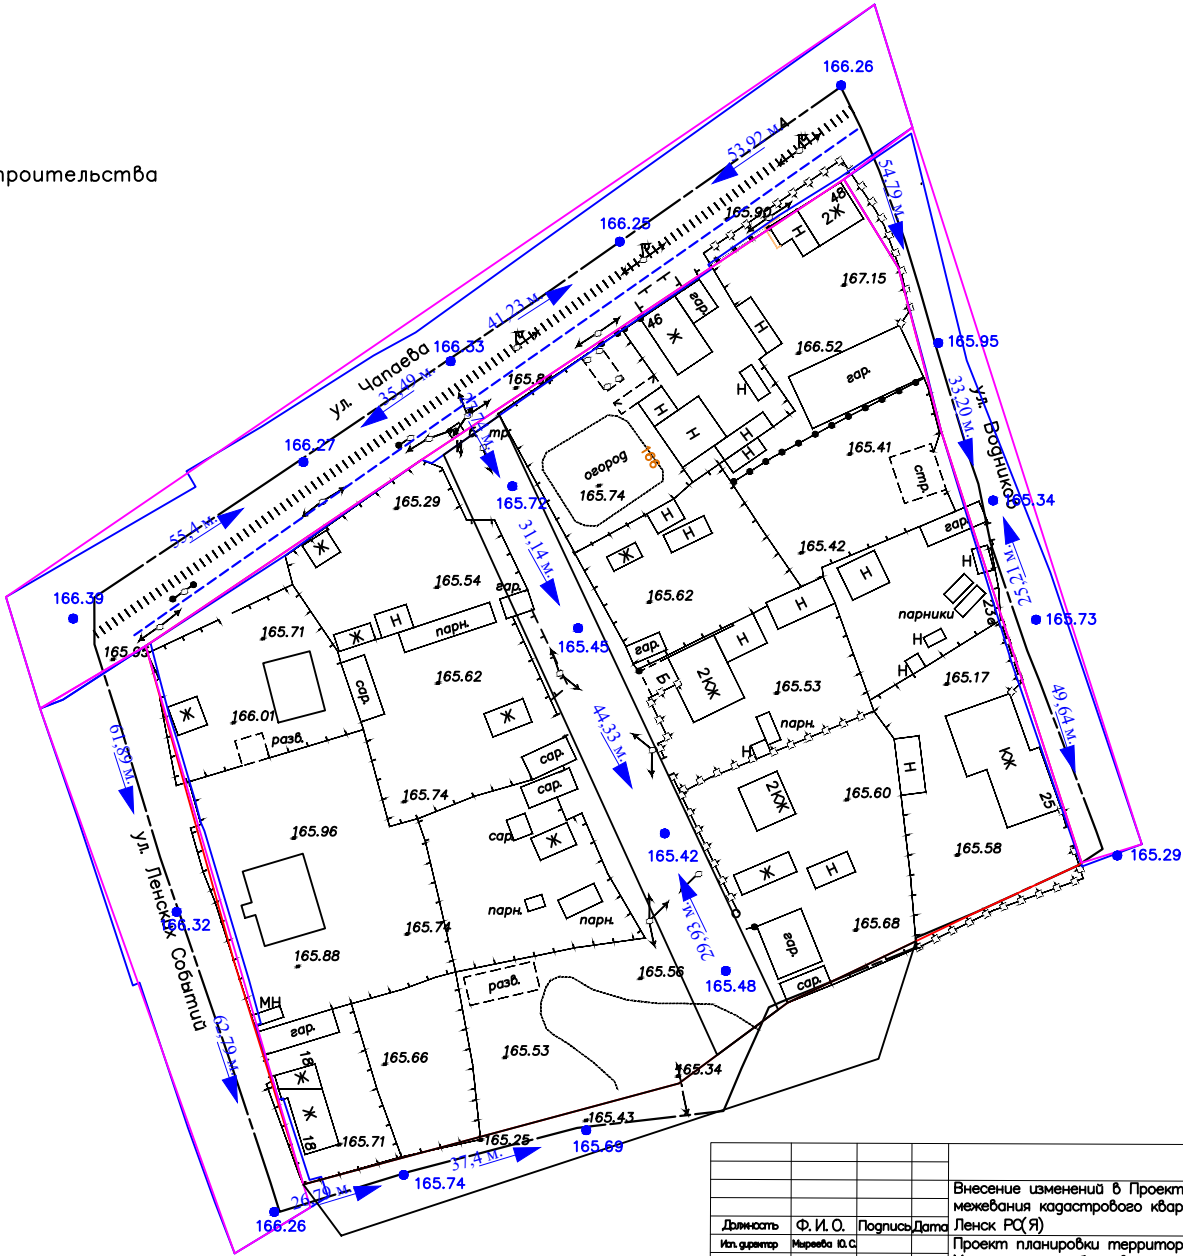 166.26
53,92 м.
троительства
54,79 м.
48
2Ж
Н
165.90
166.25
167.15
41,23 м.
гар.
46
Ж
Н
166.52
165.95
166.33
ул. Чапаева
35,49 м.
165.84
гар.
Н
33,20 м.
ул. Водников
Н
тр.
166.27
огород
166
Н
165.41
стр.
165.72
165.74
165.29
165.34
55,4 м.
31,14 м.
Н
Н
гар.
165.42
Ж
Ж
Н
25,21 м.
165.54
гар.
165.62
Н
Н
парники
23а
166.39
165.71
Ж
Н
парн.
165.45
Н
Н
165.73
165.95
гар.
Б
2КЖ
Н
165.62
сар.
165.53
165.17
166.01
Ж
разв.
Ж
44,33 м.
парн.
49,64 м.
61,89 м.
Н
КЖ
сар.
Н
165.74
сар.
2КЖ
165.60
25
ул. Ленских Событий
165.96
сар.
Ж
165.42
165.58
165.29
Ж
Н
166.32
165.74
парн.
парн.
29,93 м.
165.68
165.88
гар.
165.56
165.48
разв.
сар.
МН
гар.
62,79 м.
165.66
165.53
18
Ж
165.34
Ж
18
165.71
165.43
165.25
165.69
37,4 м.
165.74
26,79 м.
166.26
Внесение изменений в Проект
межевания кадастрового квар
Должность Ф. И. О. Подпись Дата Ленск РС(Я)
Исп. директор Мыреева Ю.С. Проект планировки территор